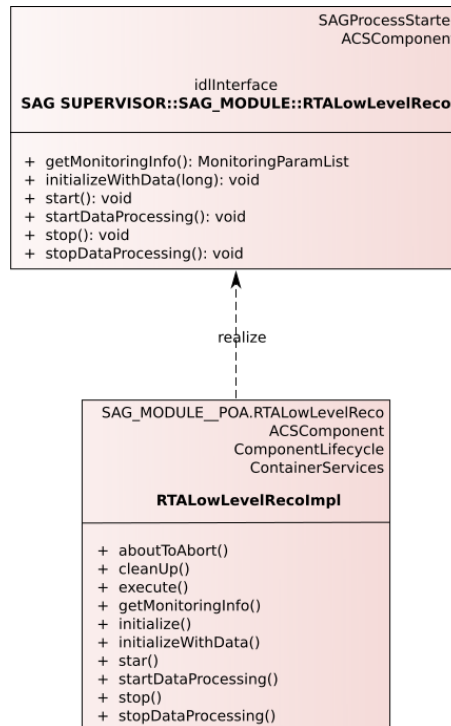 SAGProcessStarte
ACSComponent
idlInterface
SAG SUPERVISOR::SAG_MODULE::RTALowLevelReco
+ getMonitoringInfo(): MonitoringParamList
+ initializeWithData(long): void
+ start(): void
+ startDataProcessing(): void
+ stop(): void
+ stopDataProcessing(): void
realize
SAG_MODULE__POA.RTALowLevelReco
ACSComponent
ComponentLifecycle
ContainerServices
RTALowLevelRecoImpl
+ aboutToAbort()
+ cleanUp()
+ execute()
+ getMonitoringInfo()
+ initialize()
+ initializeWithData()
+ star()
+ startDataProcessing()
+ stop()
+ stopDataProcessing()